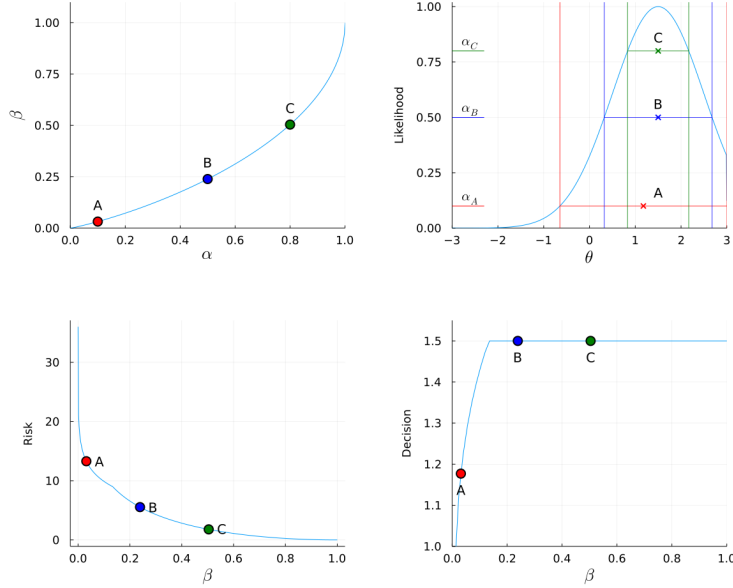 1.00
0.75
0.50
0.25
0.00
β
A
B
C
0.0
0.2
0.4
0.6
0.8
1.0
α
1.00
0.75
0.50
0.25
0.00
Likelihood
α_C
α_B
α_A
C
B
A
−3
−2
−1
0
1
2
3
θ
30
20
10
0
Risk
A
B
C
0.0
0.2
0.4
0.6
0.8
1.0
β
1.5
1.4
1.3
1.2
1.1
1.0
Decision
B
C
A
0.0
0.2
0.4
0.6
0.8
1.0
β